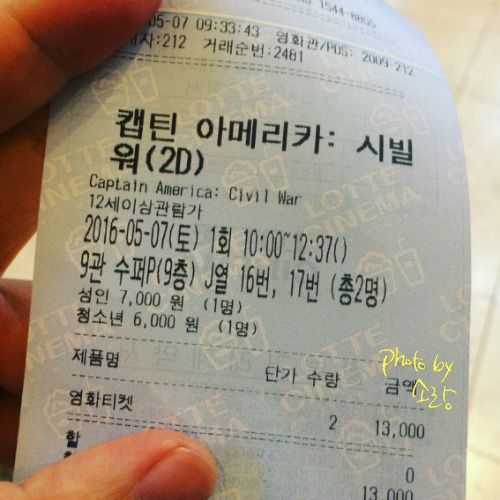 1544-8855
05-07 09:33:43 영화관/POS: 2009-212
자:212 거래순번:2481
캡틴 아메리카: 시빌
워(2D)
Captain America: Civil War
12세이상관람가
2016-05-07(토) 1회 10:00~12:37()
9관 수퍼P(9층) J열 16번, 17번 (총2명)
성인 7,000 원 (1명)
청소년 6,000 원 (1명)
제품명 단가 수량 금액
영화티켓 2 13,000
할 0
13,000
LOTTE CINEMA
photo by
소랑